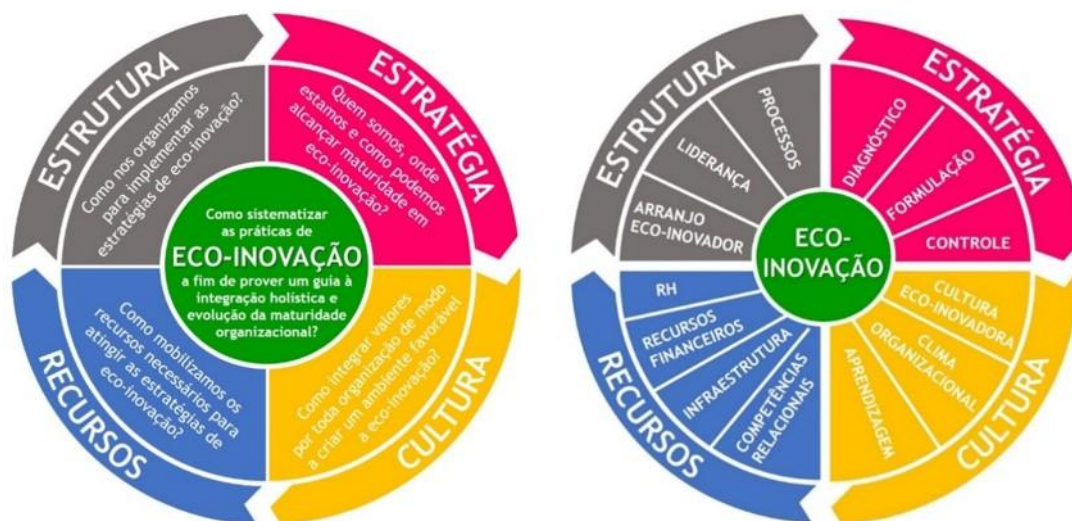 ESTRUTURA
Como nos organizamos
para implementar as
estratégias de eco-inovação?
ESTRATÉGIA
Quem somos, onde
estamos e como podemos
alcançar maturidade em
eco-inovação?
Como sistematizar
as práticas de
ECO-INOVAÇÃO
a fim de prover um guia à
integração holística e
evolução da maturidade
organizacional?
RECURSOS
Como mobilizamos os
recursos necessários para
atingir as estratégias de
eco-inovação?
CULTURA
Como integrar valores
por toda organização de modo
a criar um ambiente favorável
a eco-inovação?
ESTRUTURA
ARRANJO
ECO-INOVADOR
LIDERANÇA
PROCESSOS
ESTRATÉGIA
DIAGNÓSTICO
FORMULAÇÃO
CONTROLE
ECO-
INOVAÇÃO
RECURSOS
RH
RECURSOS
FINANCEIROS
INFRAESTRUTURA
COMPETÊNCIAS
RELACIONAIS
CULTURA
CULTURA
ECO-INOVADORA
CLIMA
ORGANIZACIONAL
APRENDIZAGEM